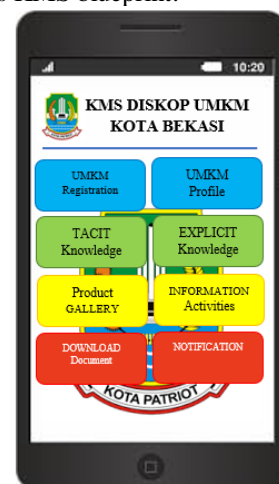 10:20
KMS DISKOP UMKM
KOTA BEKASI
UMKM
Registration
UMKM
Profile
TACIT
Knowledge
EXPLICIT
Knowledge
Product
GALLERY
INFORMATION
Activities
DOWNLOAD
Document
NOTIFICATION
KOTA PATRIOT